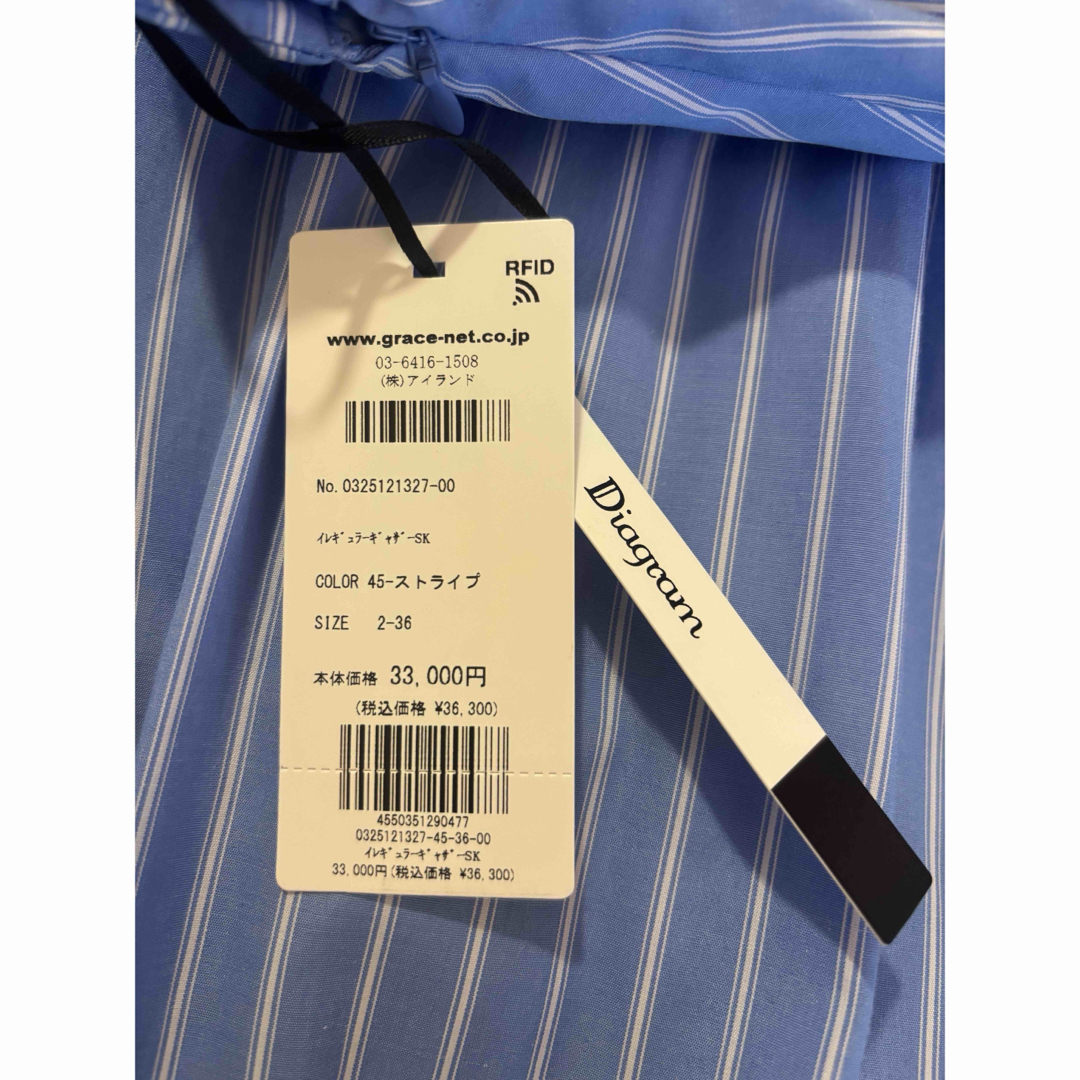 RFID
www.grace-net.co.jp
03-6416-1508
(株)アイランド
No. 0325121327-00
ｲﾚｷﾞｭﾗｰｷﾞｬｻﾞｰSK
COLOR 45-ストライプ
SIZE 2-36
本体価格 33,000円
(税込価格 ¥36,300)
4550351290477
0325121327-45-36-00
ｲﾚｷﾞｭﾗｰｷﾞｬｻﾞｰSK
33,000円(税込価格 ¥36,300)
Diagram